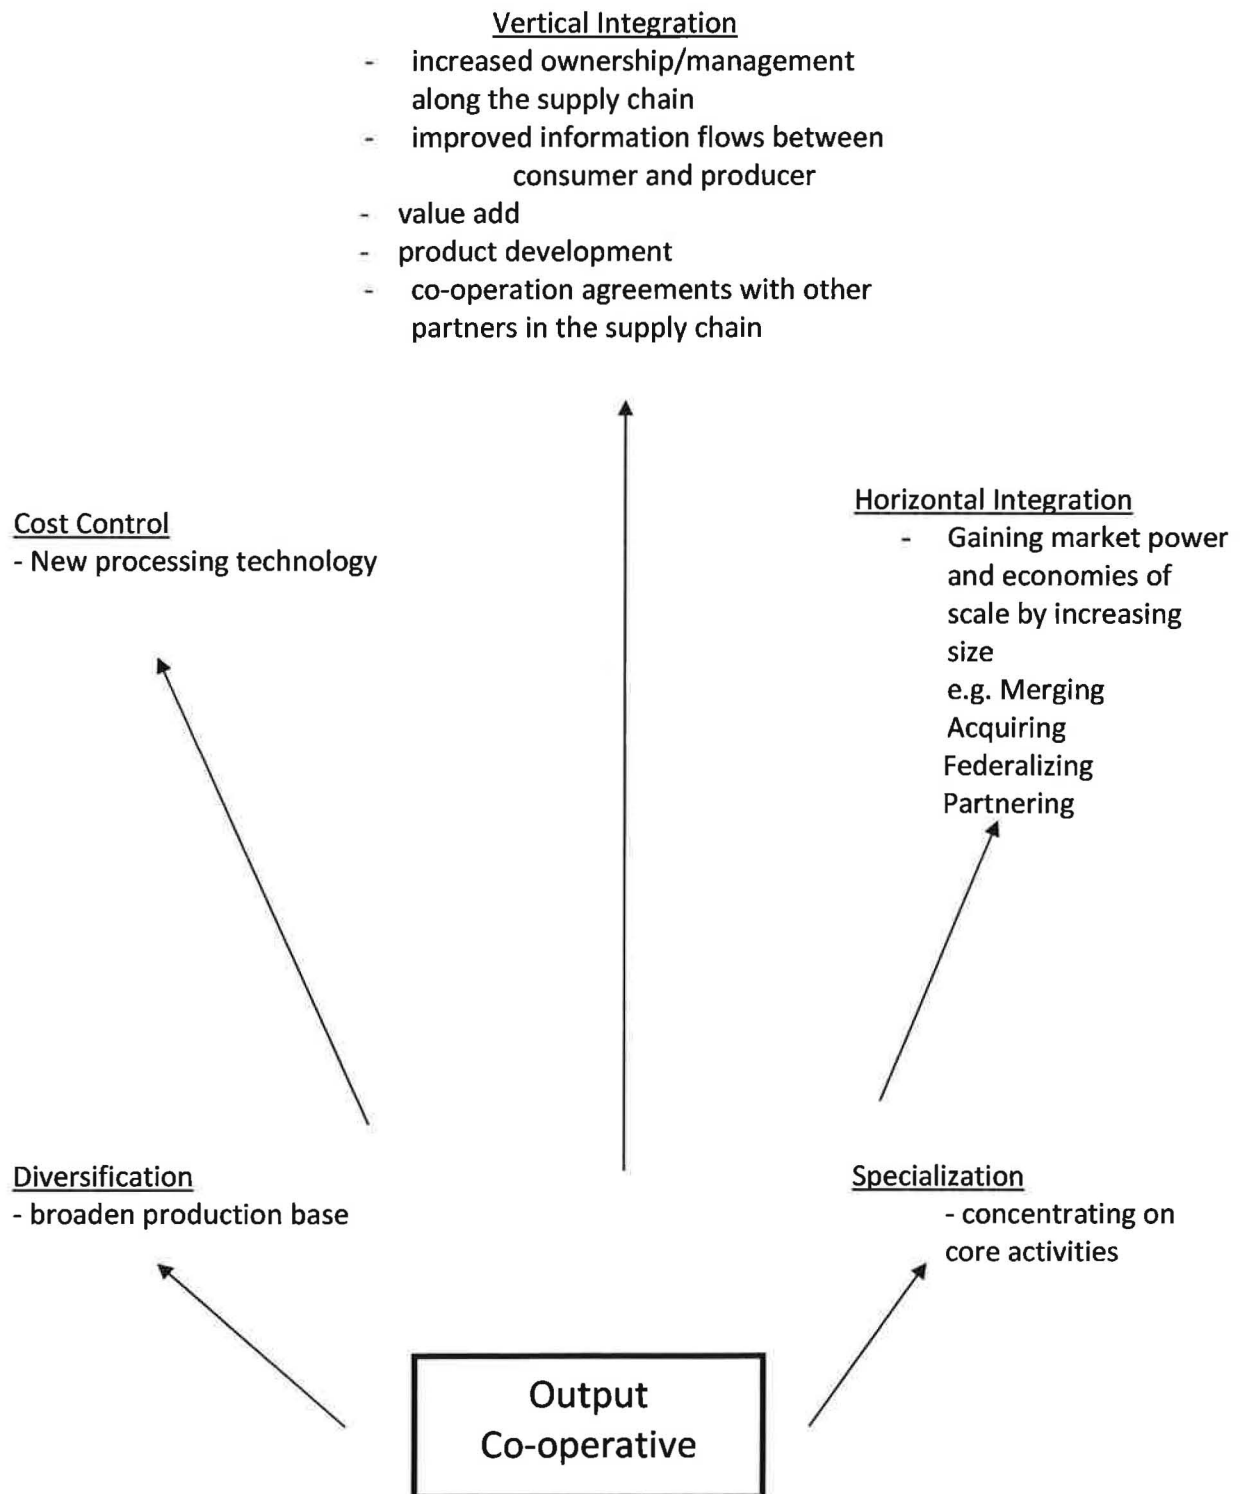 Vertical Integration
- increased ownership/management
along the supply chain
- improved information flows between
consumer and producer
- value add
- product development
- co-operation agreements with other
partners in the supply chain
Cost Control
- New processing technology
Horizontal Integration
- Gaining market power
and economies of
scale by increasing
size
e.g. Merging
Acquiring
Federalizing
Partnering
Diversification
- broaden production base
Specialization
- concentrating on
core activities
Output
Co-operative